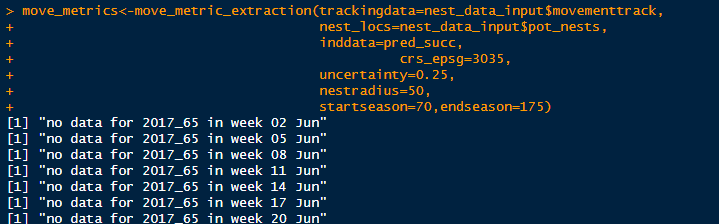 > move_metrics<-move_metric_extraction(trackingdata=nest_data_input$movementtrack,
+                                      nest_locs=nest_data_input$pot_nests,
+                                      inddata=pred_succ,
+                                                crs_epsg=3035,
+                                      uncertainty=0.25,
+                                      nestradius=50,
+                                      startseason=70,endseason=175)
[1] "no data for 2017_65 in week 02 Jun"
[1] "no data for 2017_65 in week 05 Jun"
[1] "no data for 2017_65 in week 08 Jun"
[1] "no data for 2017_65 in week 11 Jun"
[1] "no data for 2017_65 in week 14 Jun"
[1] "no data for 2017_65 in week 17 Jun"
[1] "no data for 2017_65 in week 20 Jun"